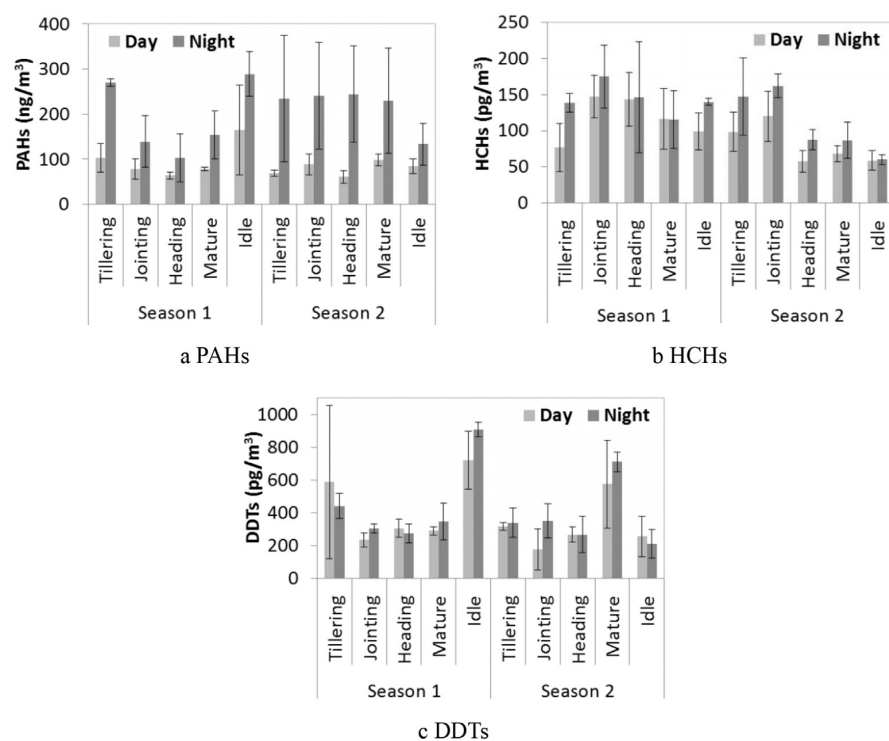 PAHs (ng/m³)
400
300
200
100
0
Day Night
Tillering Jointing Heading Mature Idle Tillering Jointing Heading Mature Idle
Season 1 Season 2
a PAHs
HCHs (pg/m³)
250
200
150
100
50
0
Day Night
Tillering Jointing Heading Mature Idle Tillering Jointing Heading Mature Idle
Season 1 Season 2
b HCHs
DDTs (pg/m³)
1000
800
600
400
200
0
Day Night
Tillering Jointing Heading Mature Idle Tillering Jointing Heading Mature Idle
Season 1 Season 2
c DDTs